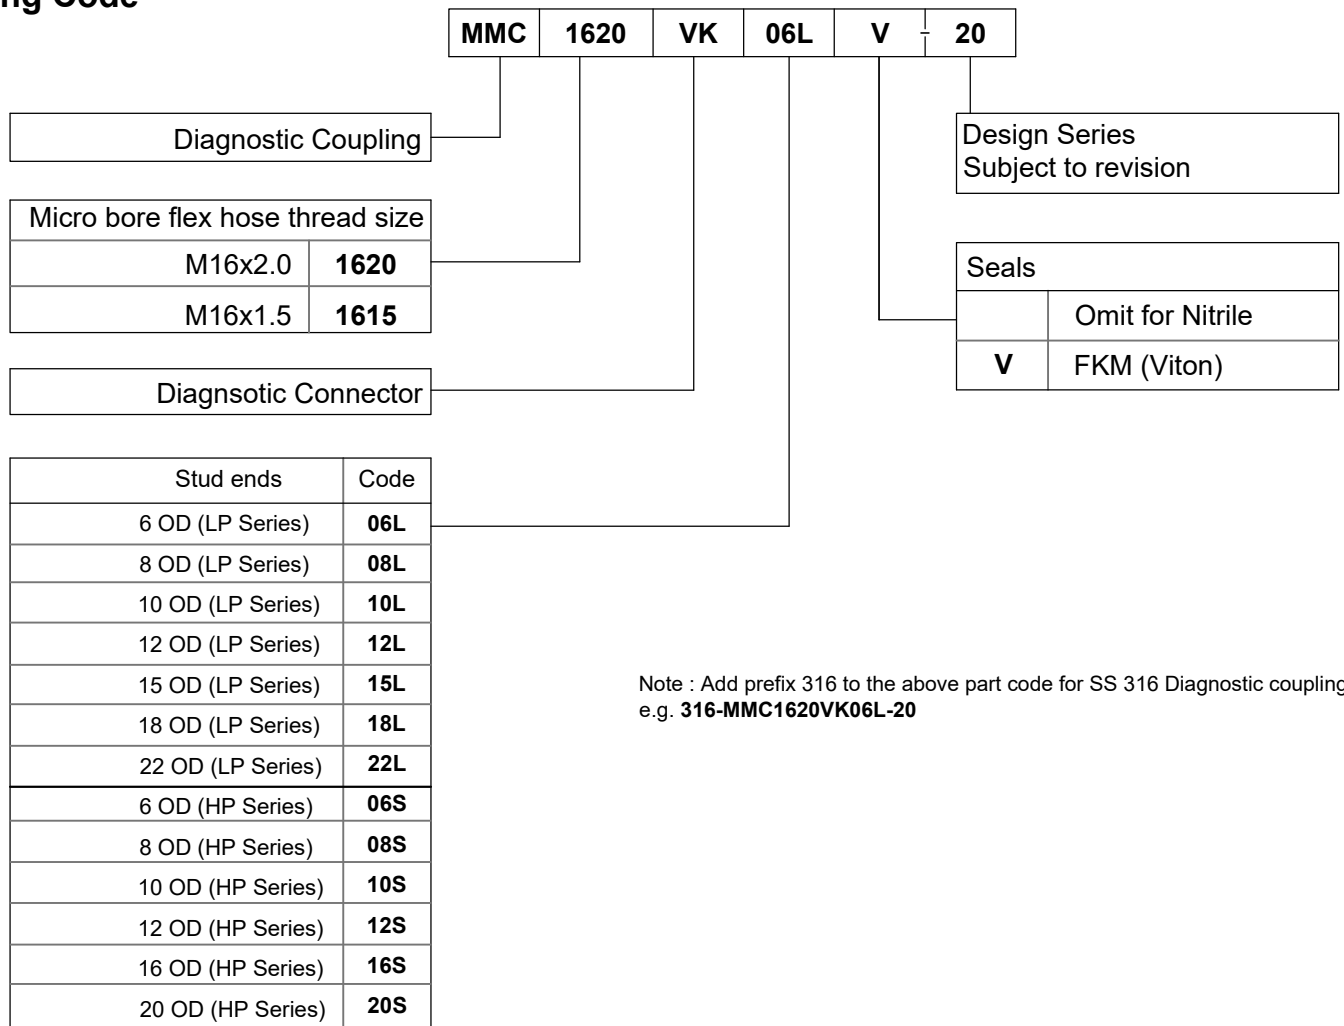 ng Code
MMC 1620 VK 06L V - 20
Diagnostic Coupling
Design Series
Subject to revision
Micro bore flex hose thread size
M16x2.0 1620
M16x1.5 1615
Seals
Omit for Nitrile
V FKM (Viton)
Diagnsotic Connector
Stud ends Code
6 OD (LP Series) 06L
8 OD (LP Series) 08L
10 OD (LP Series) 10L
12 OD (LP Series) 12L
15 OD (LP Series) 15L
18 OD (LP Series) 18L
22 OD (LP Series) 22L
6 OD (HP Series) 06S
8 OD (HP Series) 08S
10 OD (HP Series) 10S
12 OD (HP Series) 12S
16 OD (HP Series) 16S
20 OD (HP Series) 20S
Note : Add prefix 316 to the above part code for SS 316 Diagnostic coupling
e.g. 316-MMC1620VK06L-20